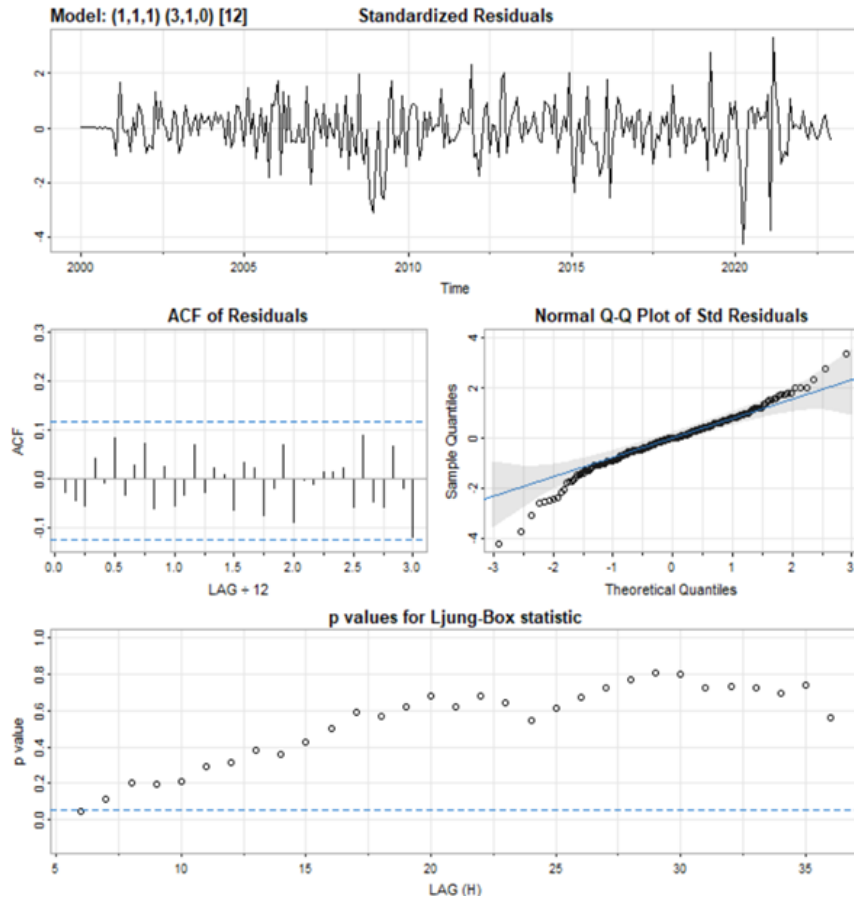 Model: (1,1,1) (3,1,0) [12] Standardized Residuals
2
0
-2
-4
2000 2005 2010 2015 2020
Time
ACF of Residuals
ACF
0.3
0.2
0.1
0.0
-0.1
0.0 0.5 1.0 1.5 2.0 2.5 3.0
LAG ÷ 12
Normal Q-Q Plot of Std Residuals
Sample Quantiles
4
2
0
-2
-4
-3 -2 -1 0 1 2 3
Theoretical Quantiles
p values for Ljung-Box statistic
p value
1.0
0.8
0.6
0.4
0.2
0.0
5 10 15 20 25 30 35
LAG (H)